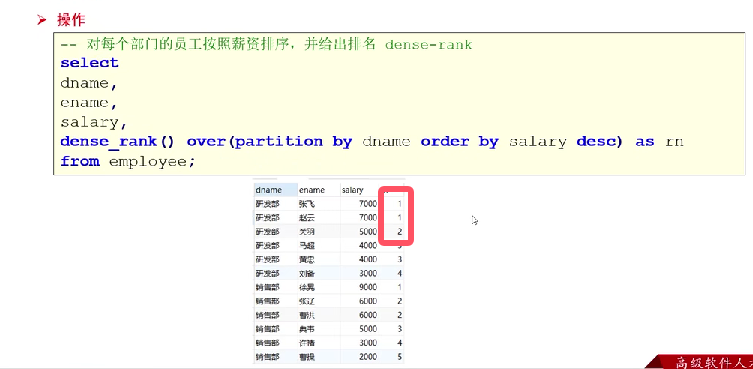 操作
-- 对每个部门的员工按照薪资排序，并给出排名 dense-rank
select
dname,
ename,
salary,
dense_rank() over(partition by dname order by salary desc) as rn
from employee;
dname ename salary
研发部 张飞 7000 1
研发部 赵云 7000 1
研发部 关羽 5000 2
研发部 马超 4000
研发部 黄忠 4000 3
研发部 刘备 3000 4
销售部 徐晃 9000 1
销售部 张辽 6000 2
销售部 曹洪 6000 2
销售部 典韦 5000 3
销售部 许褚 3000 4
销售部 曹操 2000 5
高级软件人